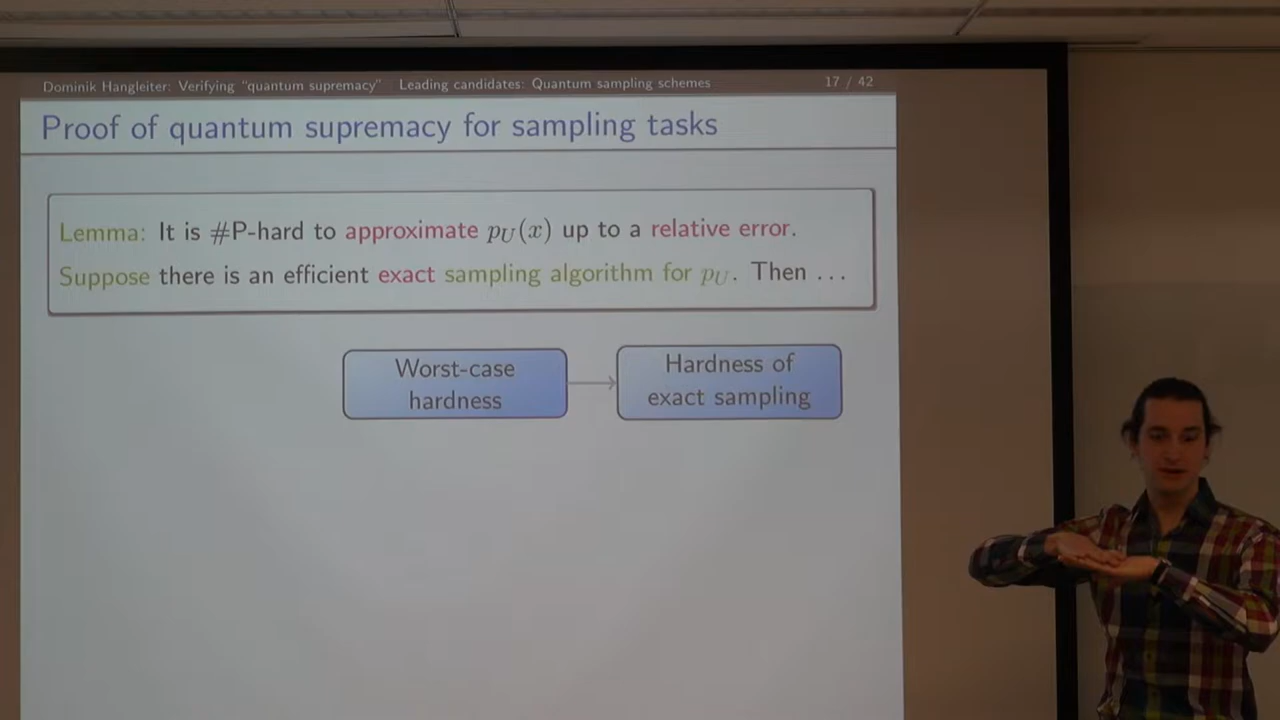 Dominik Hangleiter: Verifying “quantum supremacy” Leading candidates: Quantum sampling schemes 17 / 42
Proof of quantum supremacy for sampling tasks
Lemma: It is #P-hard to approximate p_U(x) up to a relative error.
Suppose there is an efficient exact sampling algorithm for p_U. Then ...
Worst-case
hardness
Hardness of
exact sampling